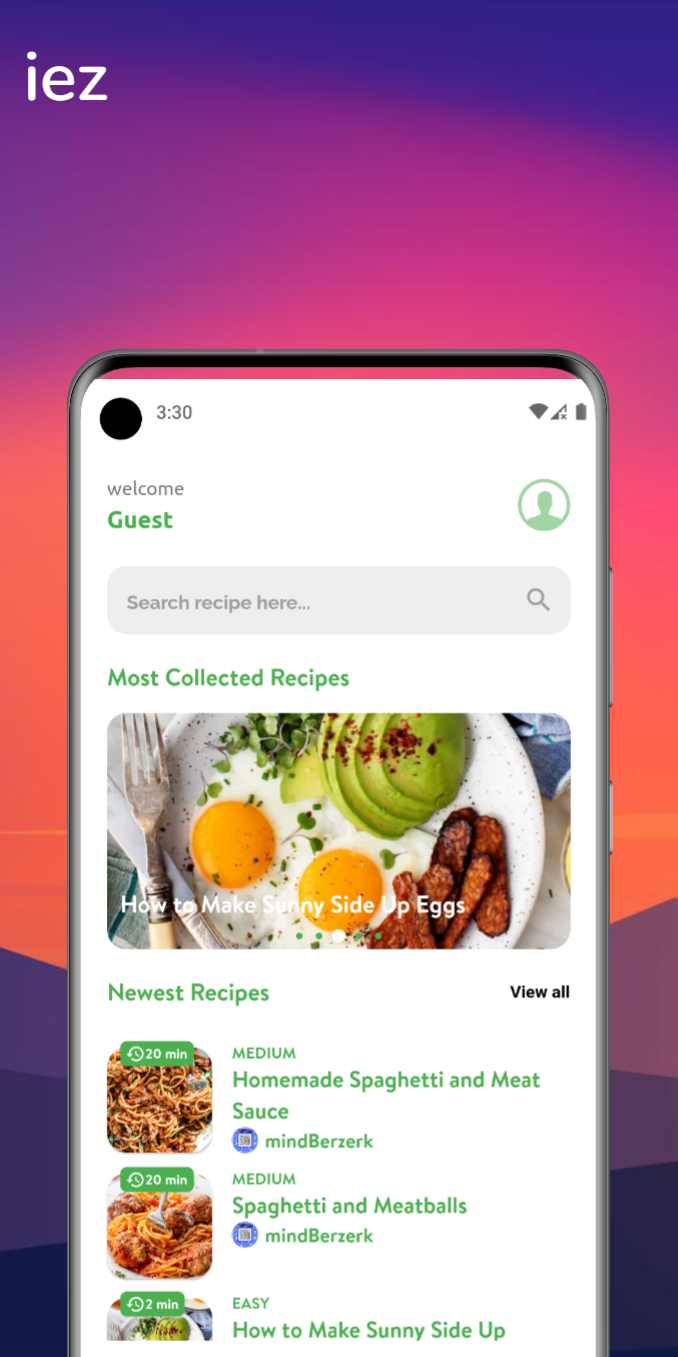 iez
3:30
welcome
Guest
Search recipe here...
Most Collected Recipes
How to Make Sunny Side Up Eggs
Newest Recipes
View all
20 min
MEDIUM
Homemade Spaghetti and Meat
Sauce
mindBerzerk
20 min
MEDIUM
Spaghetti and Meatballs
mindBerzerk
2 min
EASY
How to Make Sunny Side Up